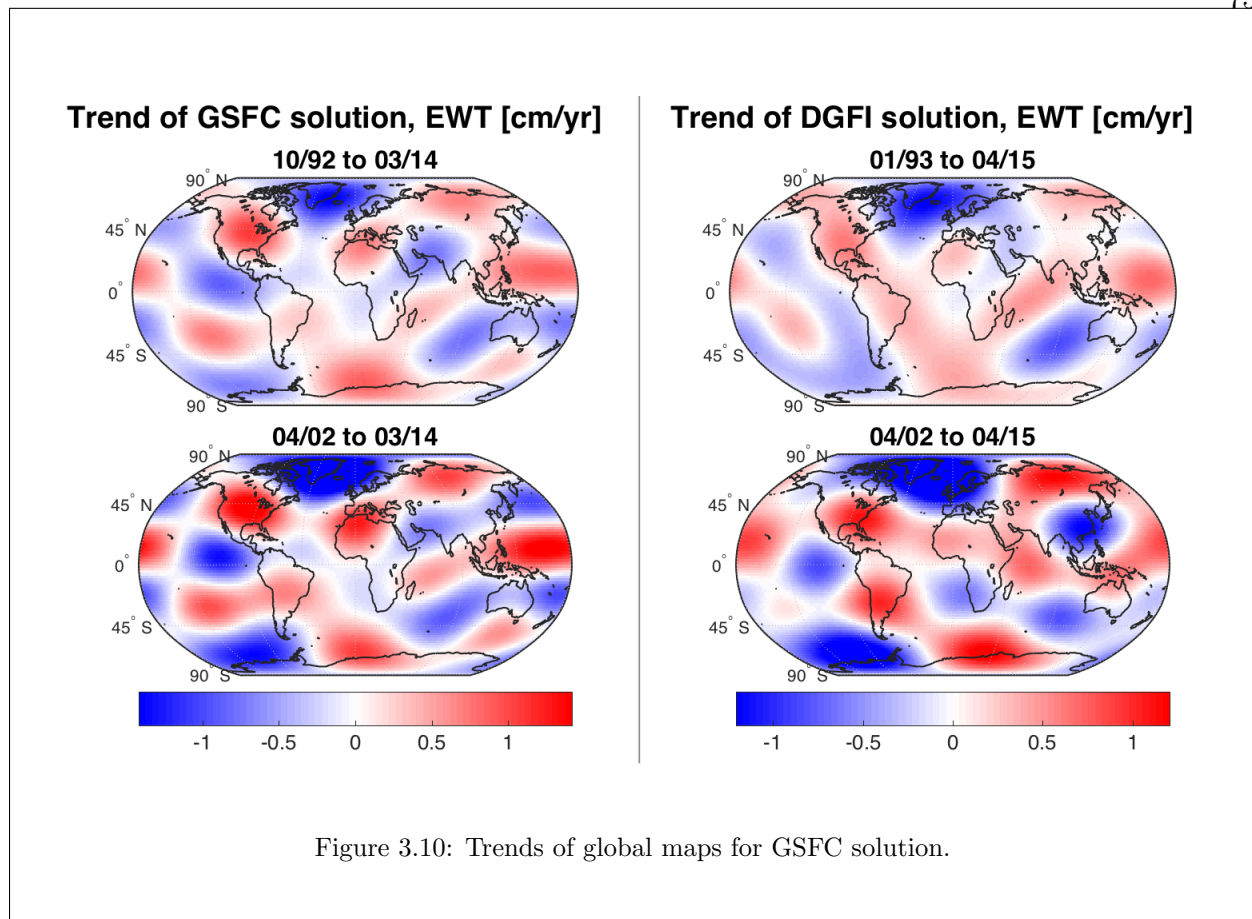 Trend of GSFC solution, EWT [cm/yr]
10/92 to 03/14
90° N
45° N
0°
45° S
90° S
04/02 to 03/14
90° N
45° N
0°
45° S
90° S
-1 -0.5 0 0.5 1
Trend of DGFI solution, EWT [cm/yr]
01/93 to 04/15
90° N
45° N
0°
45° S
90° S
04/02 to 04/15
90° N
45° N
0°
45° S
90° S
-1 -0.5 0 0.5 1
Figure 3.10: Trends of global maps for GSFC solution.